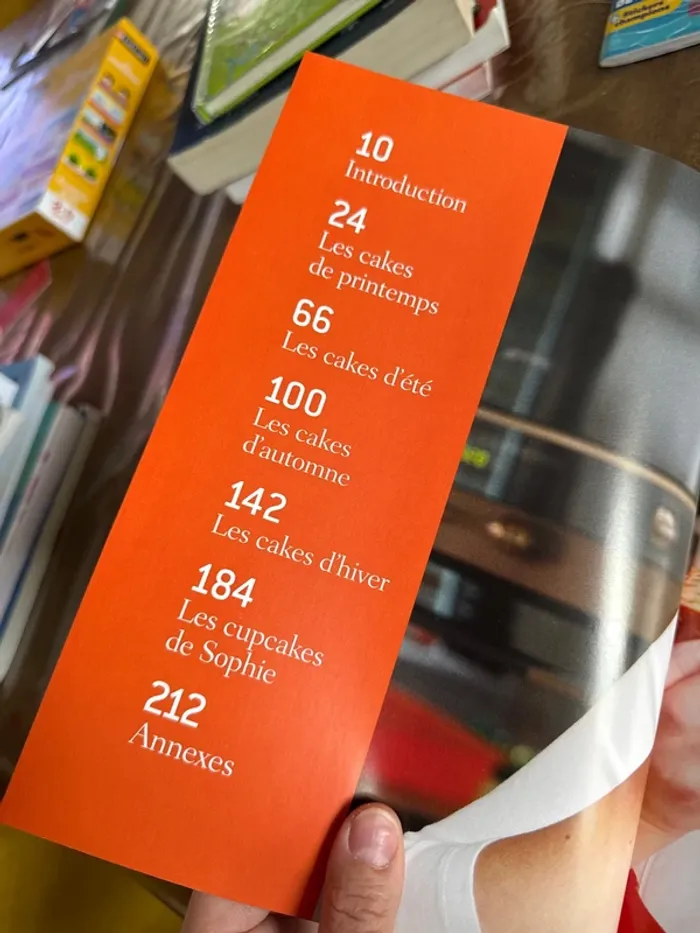 10
Introduction
24
Les cakes
de printemps
66
Les cakes d'été
100
Les cakes
d'automne
142
Les cakes d'hiver
184
Les cupcakes
de Sophie
212
Annexes